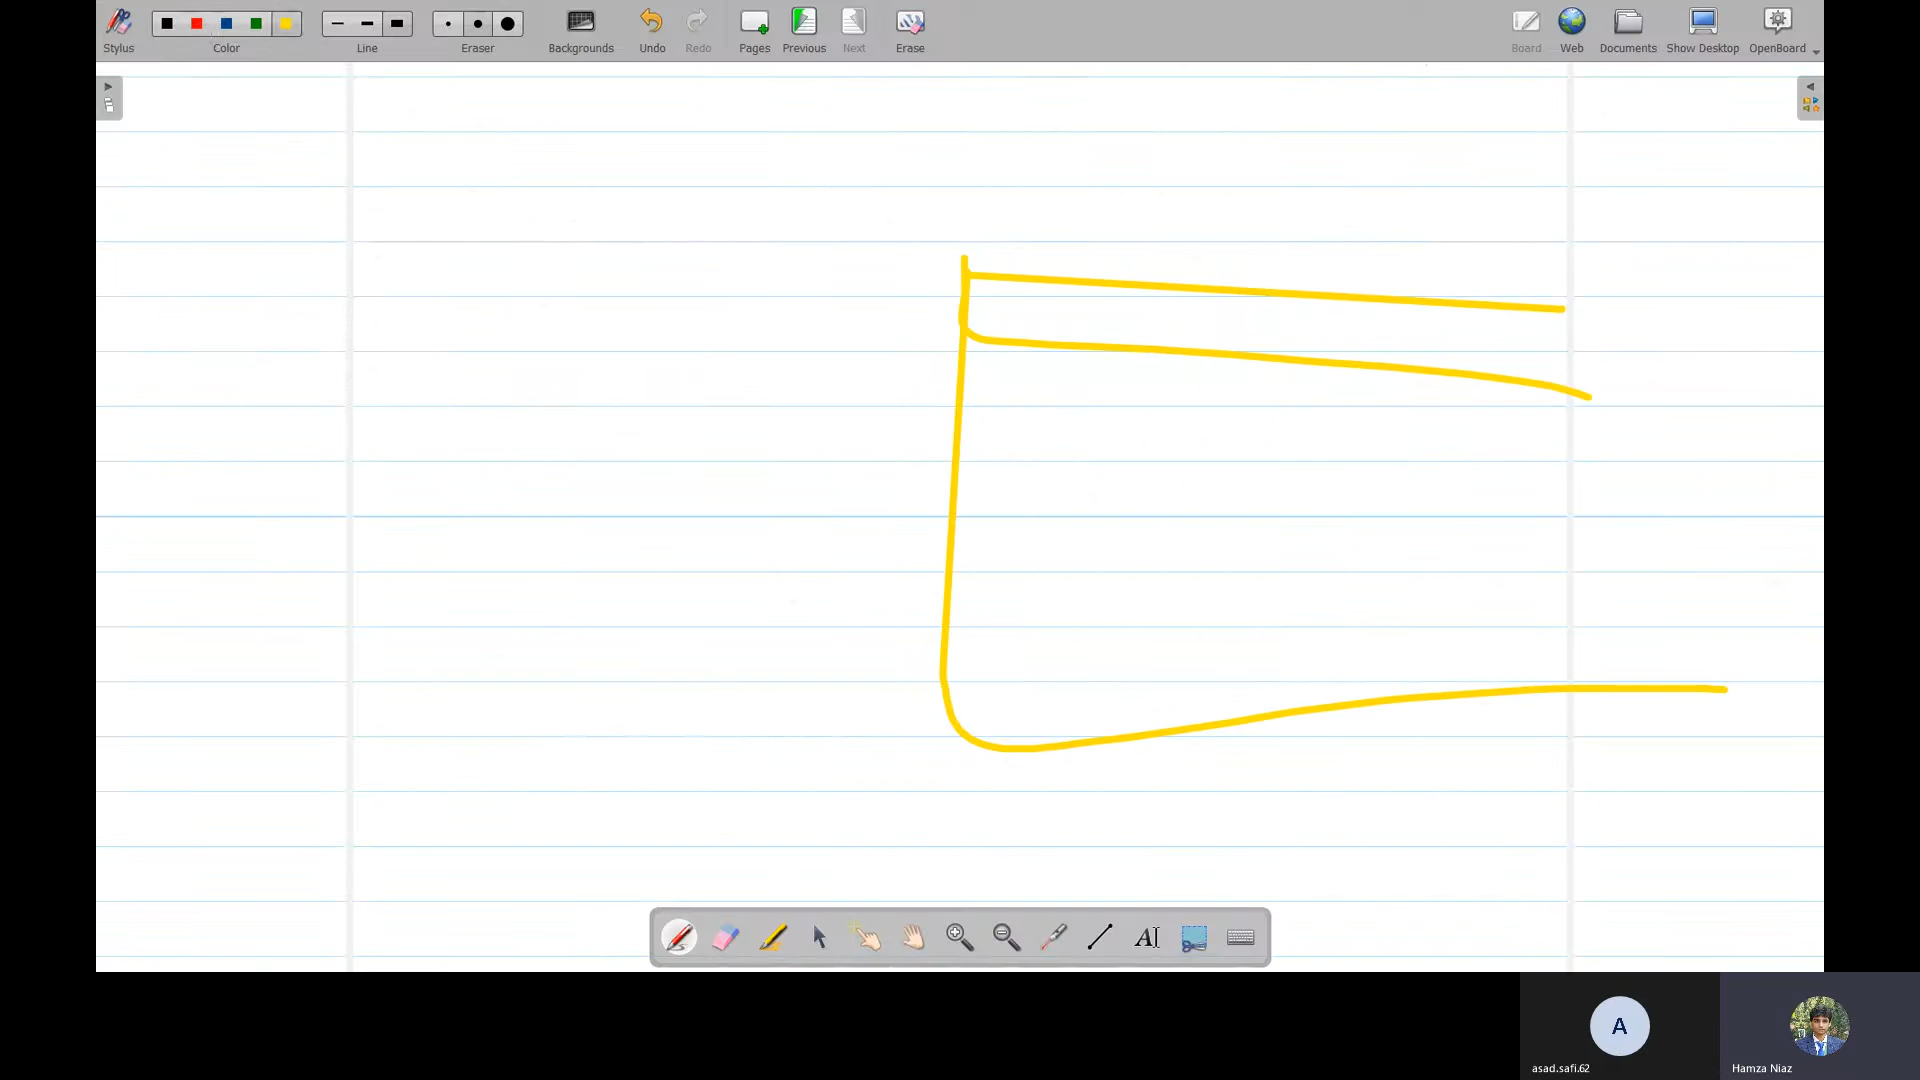 Stylus Color Line Eraser Backgrounds Undo Redo Pages Previous Next Erase Board Web Documents Show Desktop OpenBoard
A
asad.safi.62 Hamza Niaz